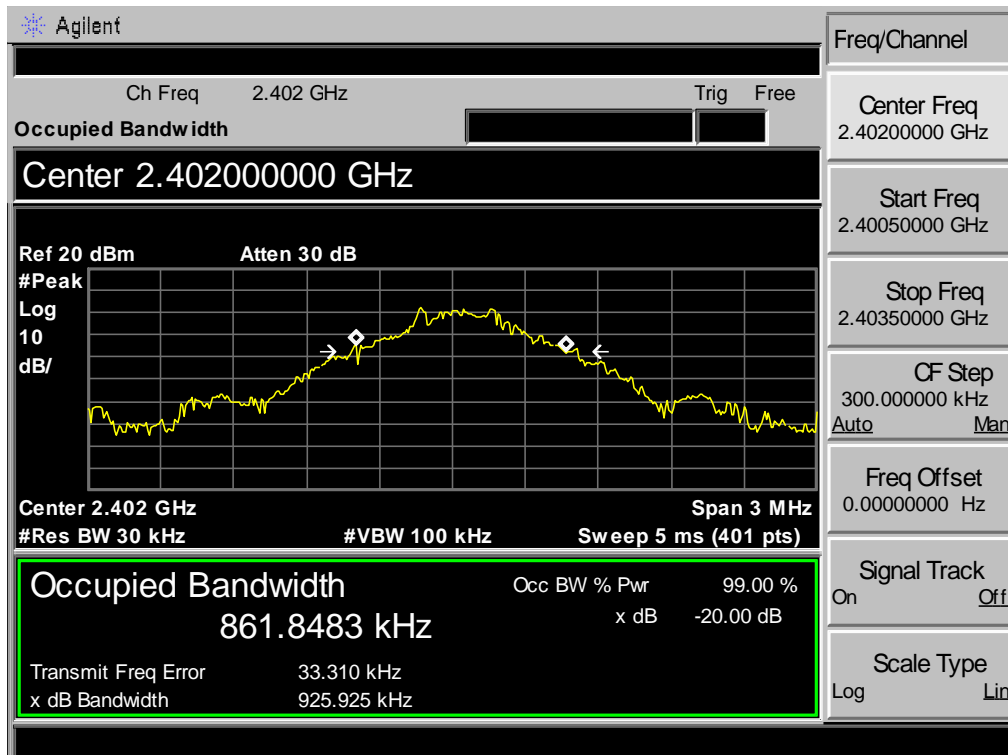 Agilent
Freq/Channel
Ch Freq 2.402 GHz Trig Free
Occupied Bandwidth
Center 2.402000000 GHz
Ref 20 dBm Atten 30 dB
#Peak
Log
10
dB/
Center 2.402 GHz Span 3 MHz
#Res BW 30 kHz #VBW 100 kHz Sweep 5 ms (401 pts)
Occupied Bandwidth
861.8483 kHz
Occ BW % Pwr 99.00 %
x dB -20.00 dB
Transmit Freq Error 33.310 kHz
x dB Bandwidth 925.925 kHz
Center Freq
2.40200000 GHz
Start Freq
2.40050000 GHz
Stop Freq
2.40350000 GHz
CF Step
300.000000 kHz
Auto Man
Freq Offset
0.00000000 Hz
Signal Track
On Off
Scale Type
Log Lin